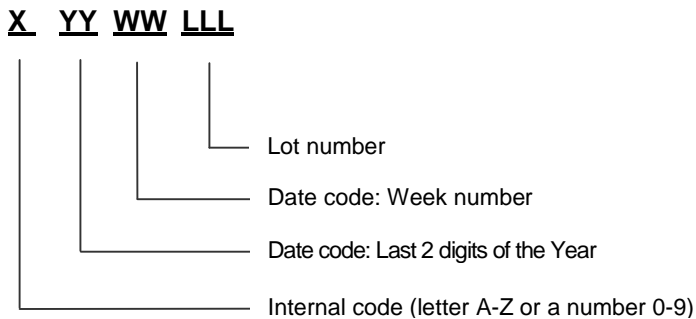 X YY WW LLL
Lot number
Date code: Week number
Date code: Last 2 digits of the Year
Internal code (letter A-Z or a number 0-9)